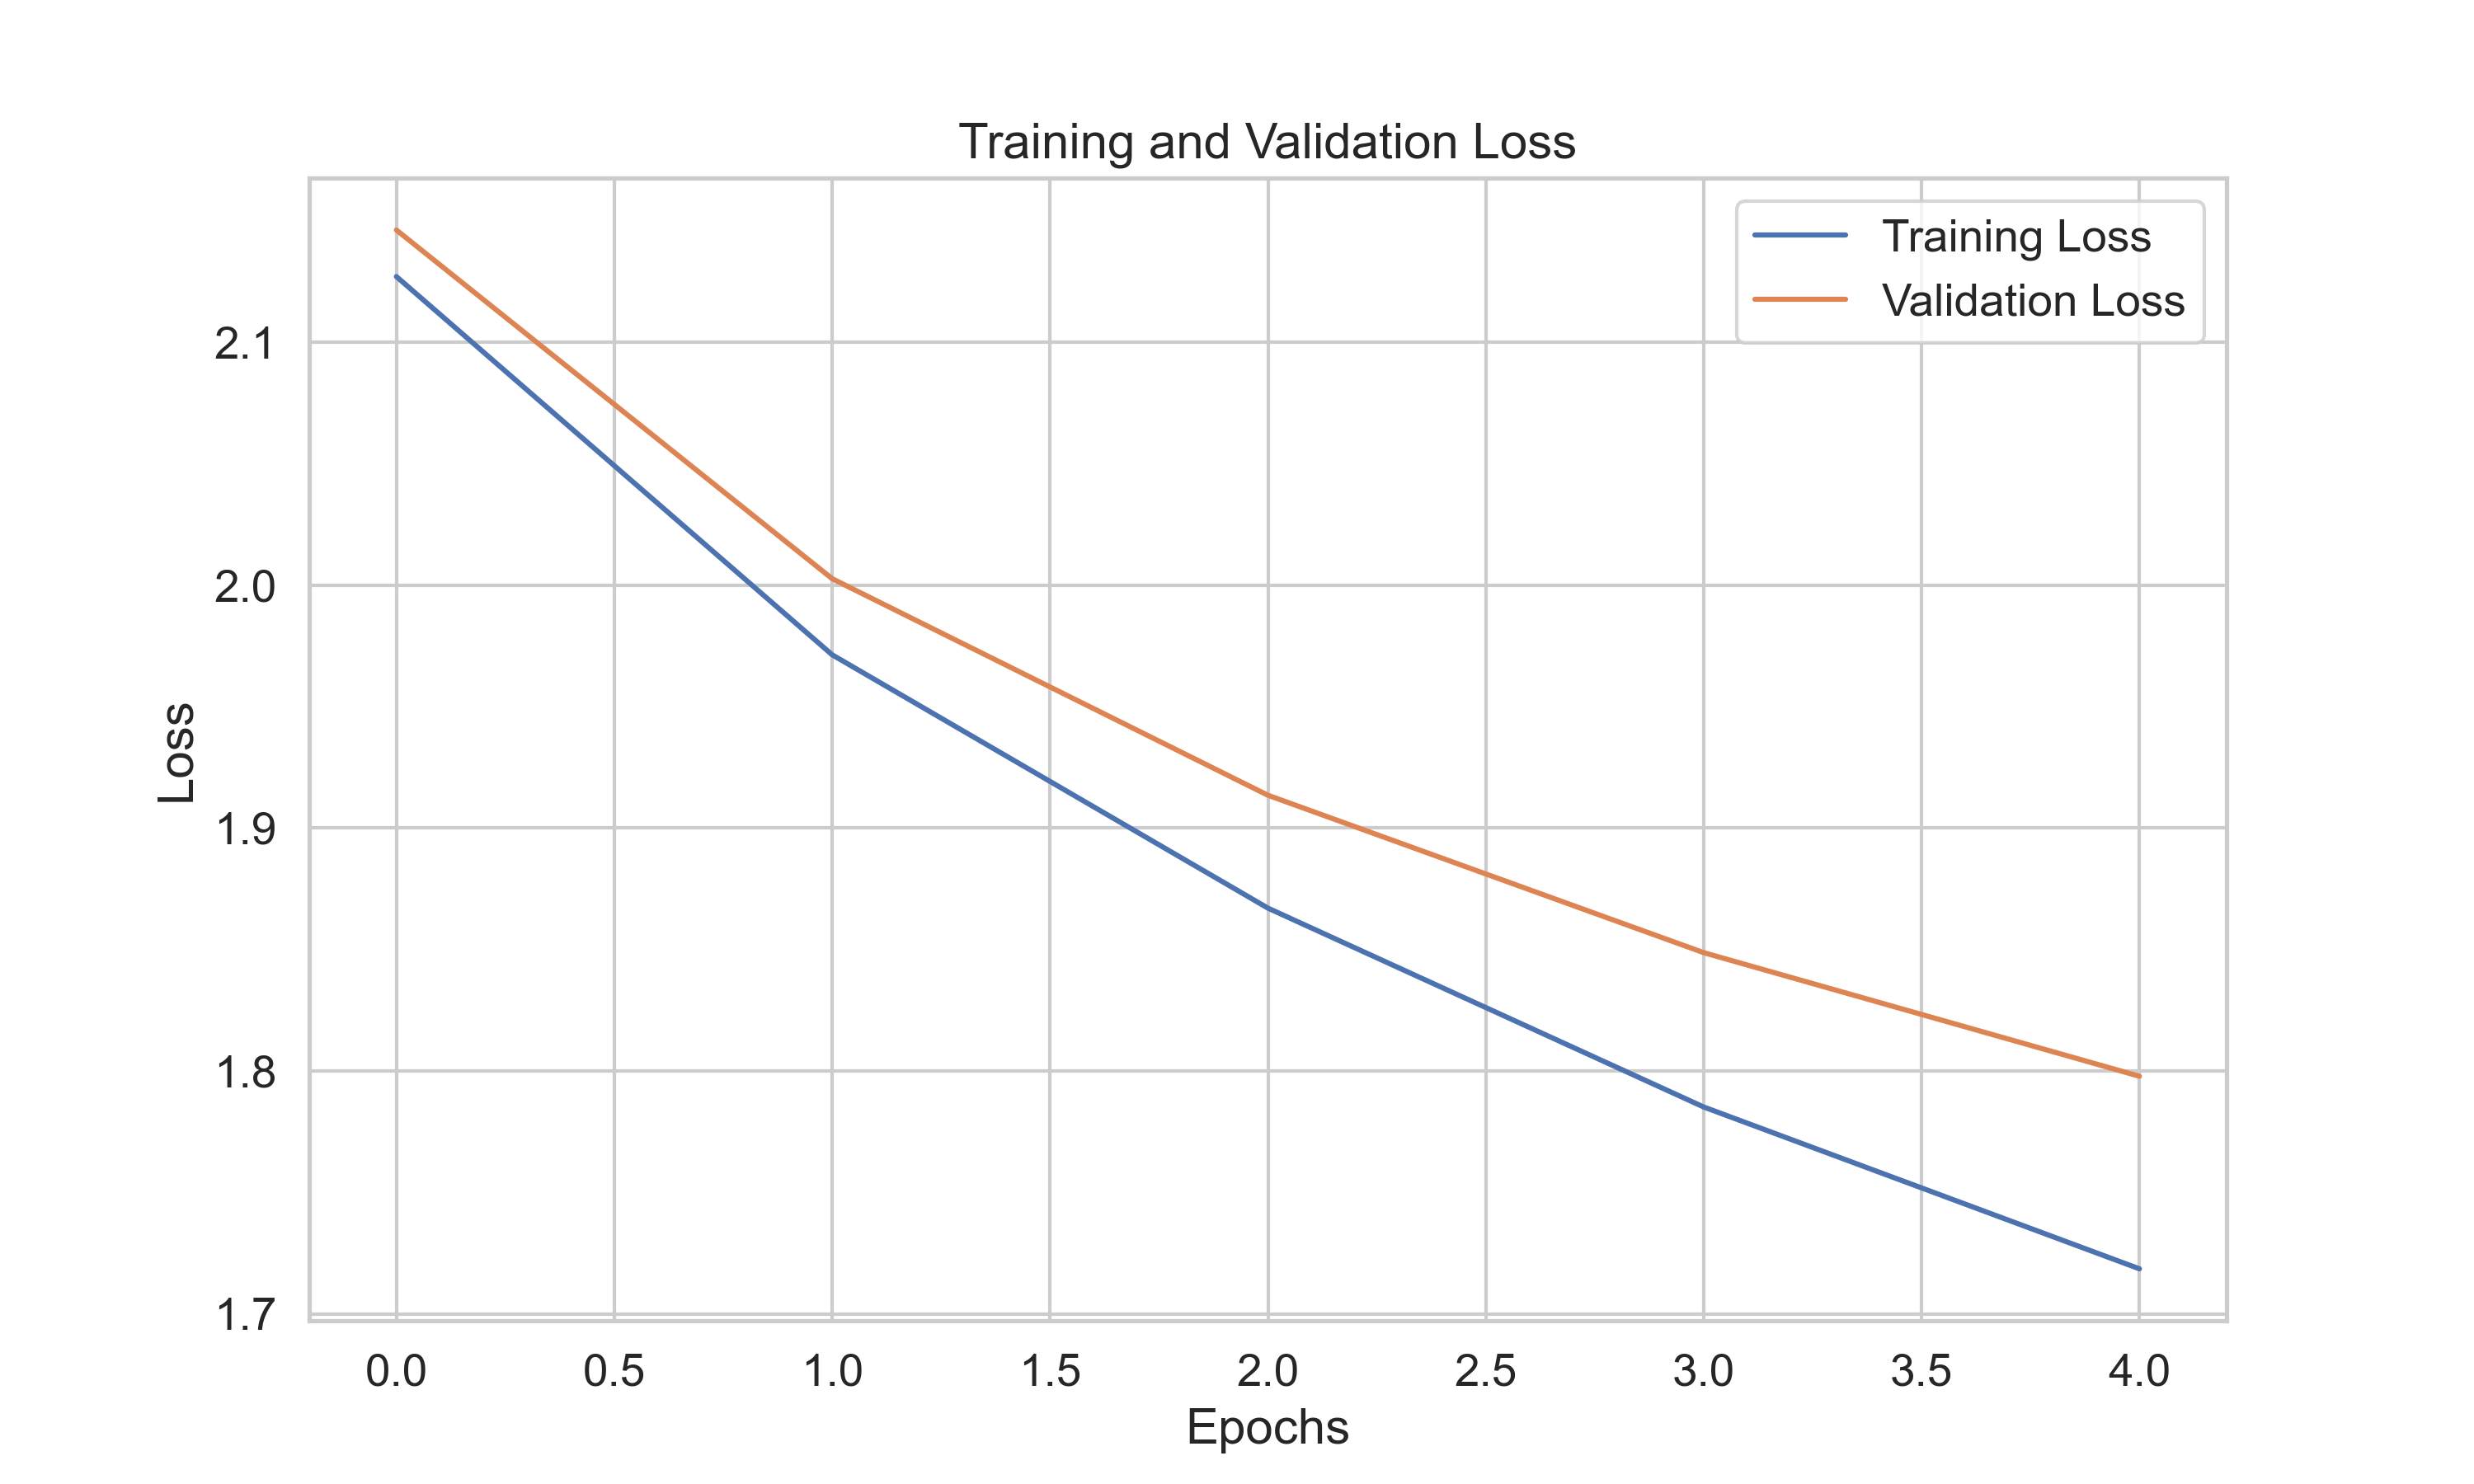 Training and Validation Loss
Training Loss
Validation Loss
2.1
2.0
1.9
1.8
1.7
Loss
0.0 0.5 1.0 1.5 2.0 2.5 3.0 3.5 4.0
Epochs